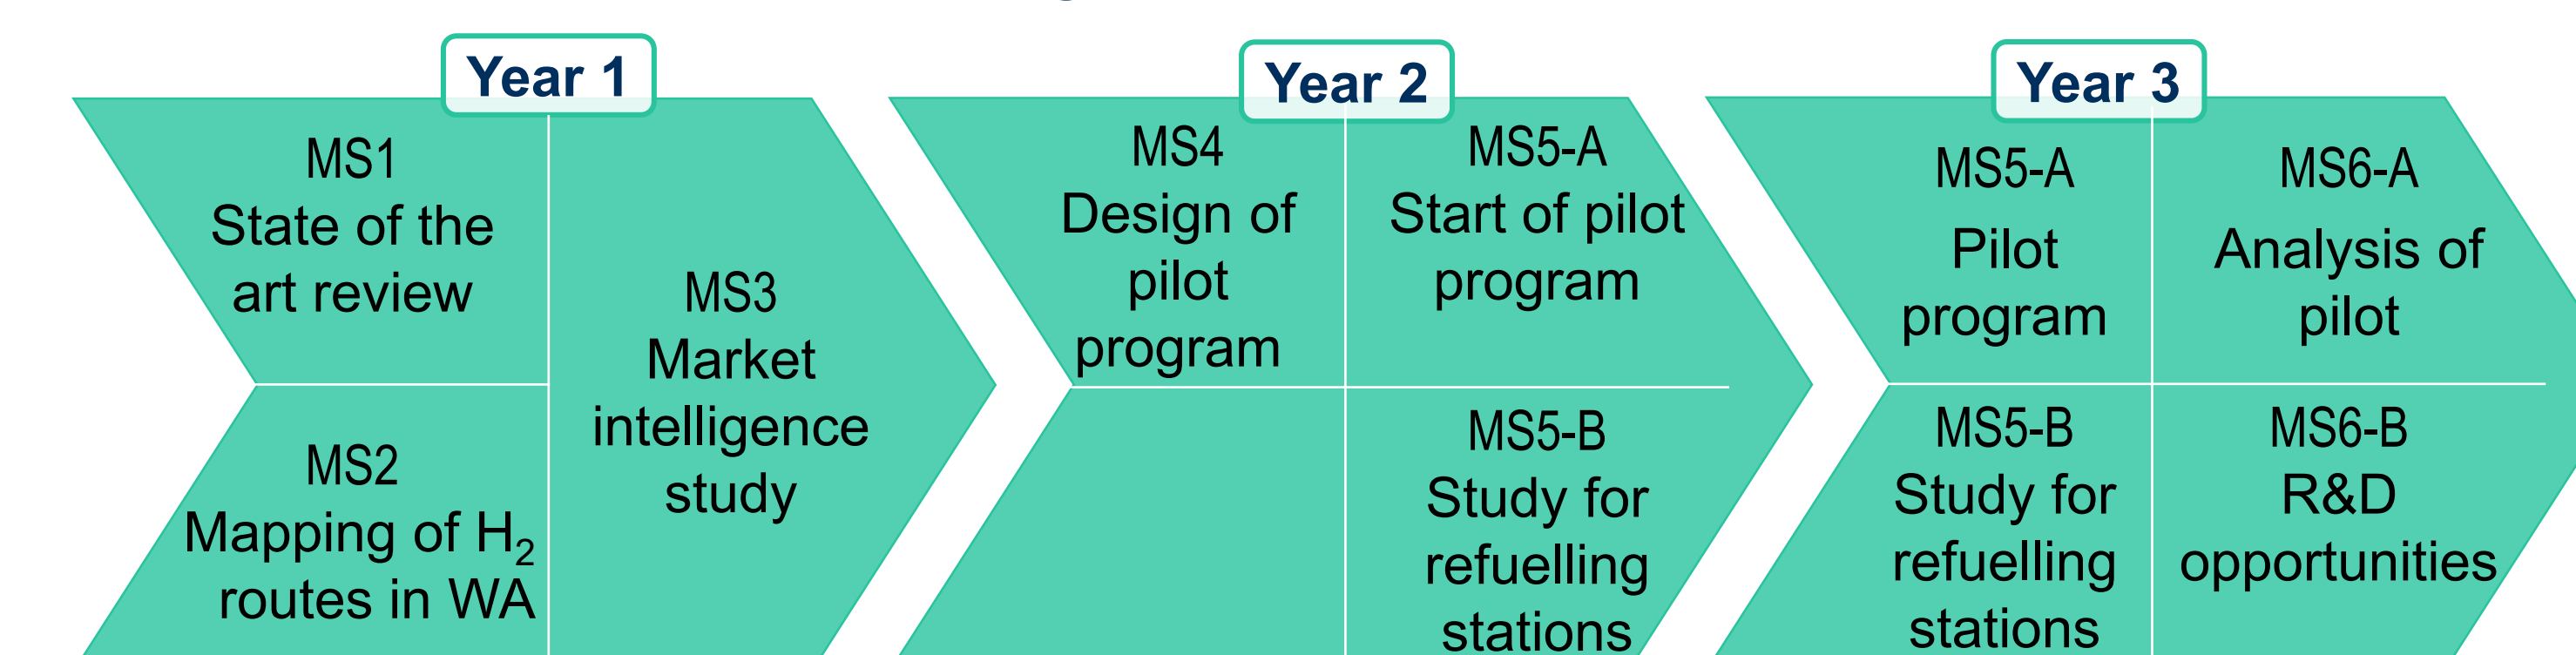 Year 1
MS1
State of the
art review
MS2
Mapping of H₂
routes in WA
MS3
Market
intelligence
study
Year 2
MS4
Design of
pilot
program
MS5-A
Start of pilot
program
MS5-B
Study for
refuelling
stations
Year 3
MS5-A
Pilot
program
MS6-A
Analysis of
pilot
MS5-B
Study for
refuelling
stations
MS6-B
R&D
opportunities